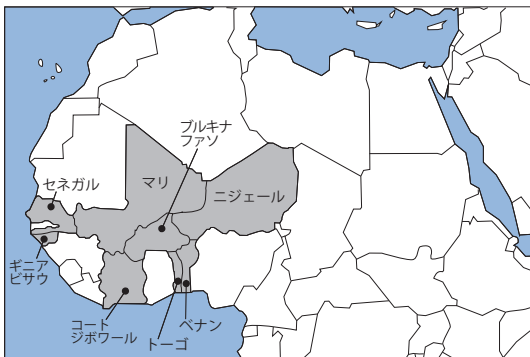 ブルキナ
ファソ
セネガル
マリ
ニジェール
ギニア
ビサウ
コート
ジボワール
トーゴ
ベナン